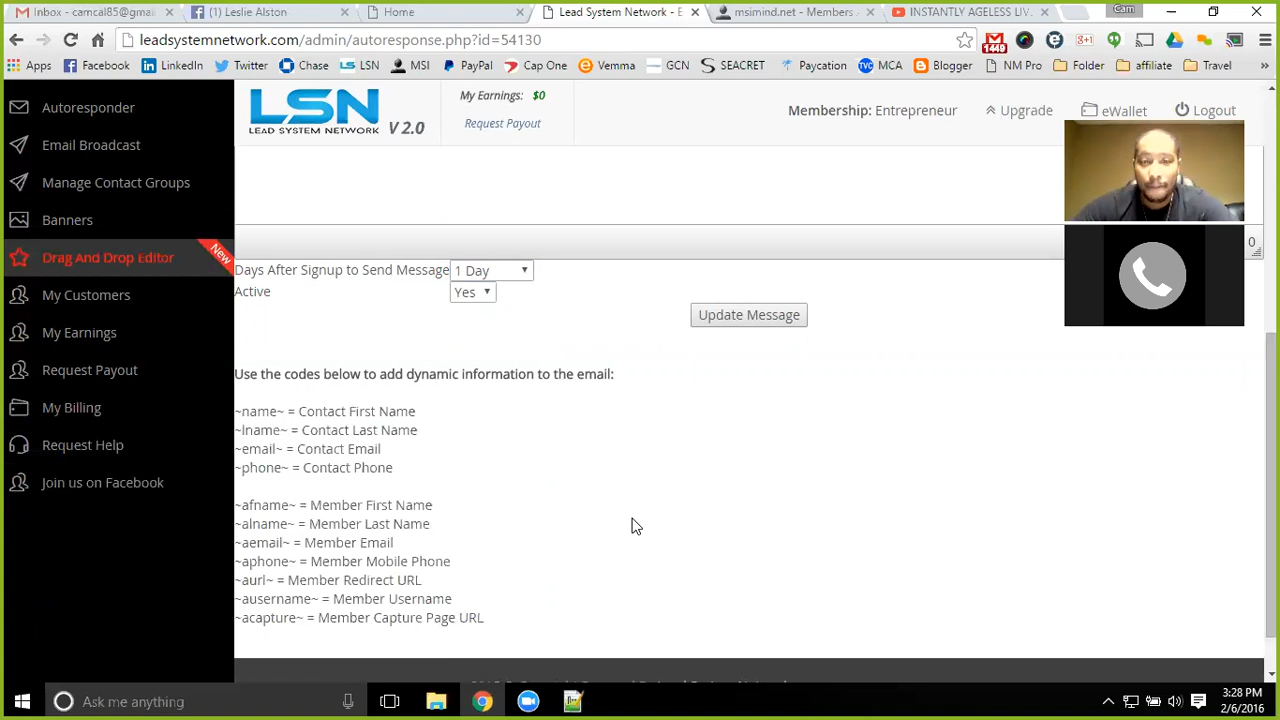 Inbox - camcal85@gmai
(1) Leslie Alston
Home
Lead System Network - E
msimind.net - Members A
INSTANTLY AGELESS LIV
Cam
leadsystemnetwork.com/admin/autoresponse.php?id=54130
1449
Apps
Facebook
LinkedIn
Twitter
Chase
LSN
MSI
PayPal
Cap One
Vemma
GCN
SEACRET
Paycation
TVC
MCA
Blogger
NM Pro
Folder
affiliate
Travel
Autoresponder
Email Broadcast
Manage Contact Groups
Banners
Drag And Drop Editor
New
My Customers
My Earnings
Request Payout
My Billing
Request Help
Join us on Facebook
LSN
LEAD SYSTEM NETWORK
V 2.0
My Earnings: $0
Request Payout
Membership: Entrepreneur
Upgrade
eWallet
Logout
0
Days After Signup to Send Message 1 Day
Active Yes
Update Message
Use the codes below to add dynamic information to the email:
~name~ = Contact First Name
~lname~ = Contact Last Name
~email~ = Contact Email
~phone~ = Contact Phone
~afname~ = Member First Name
~alname~ = Member Last Name
~aemail~ = Member Email
~aphone~ = Member Mobile Phone
~aurl~ = Member Redirect URL
~ausername~ = Member Username
~acapture~ = Member Capture Page URL
Ask me anything
3:28 PM
2/6/2016